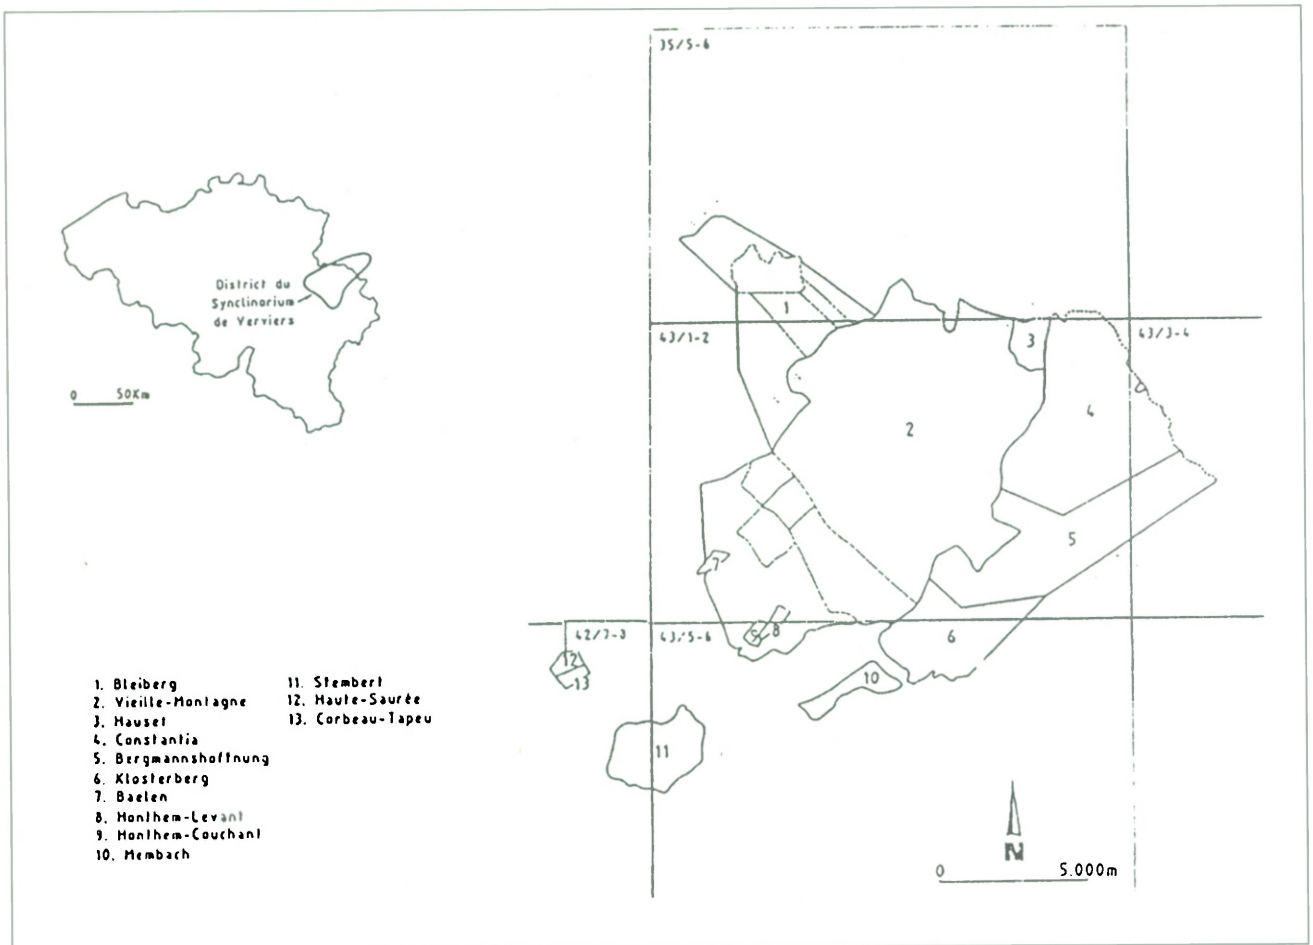 35/5-6
District du
Synclinorium
de Verviers
0 50Km
1
43/1-2
3
43/3-4
4
2
5
7
42/7-8
43/5-6
9
8
6
12
13
10
11
1. Bleiberg
2. Vieille-Montagne
3. Hauset
4. Constantia
5. Bergmannshoffnung
6. Klosterberg
7. Baelen
8. Honthem-Levant
9. Honthem-Couchant
10. Membach
11. Stembert
12. Haute-Saurée
13. Corbeau-Tapeu
N
0 5.000m